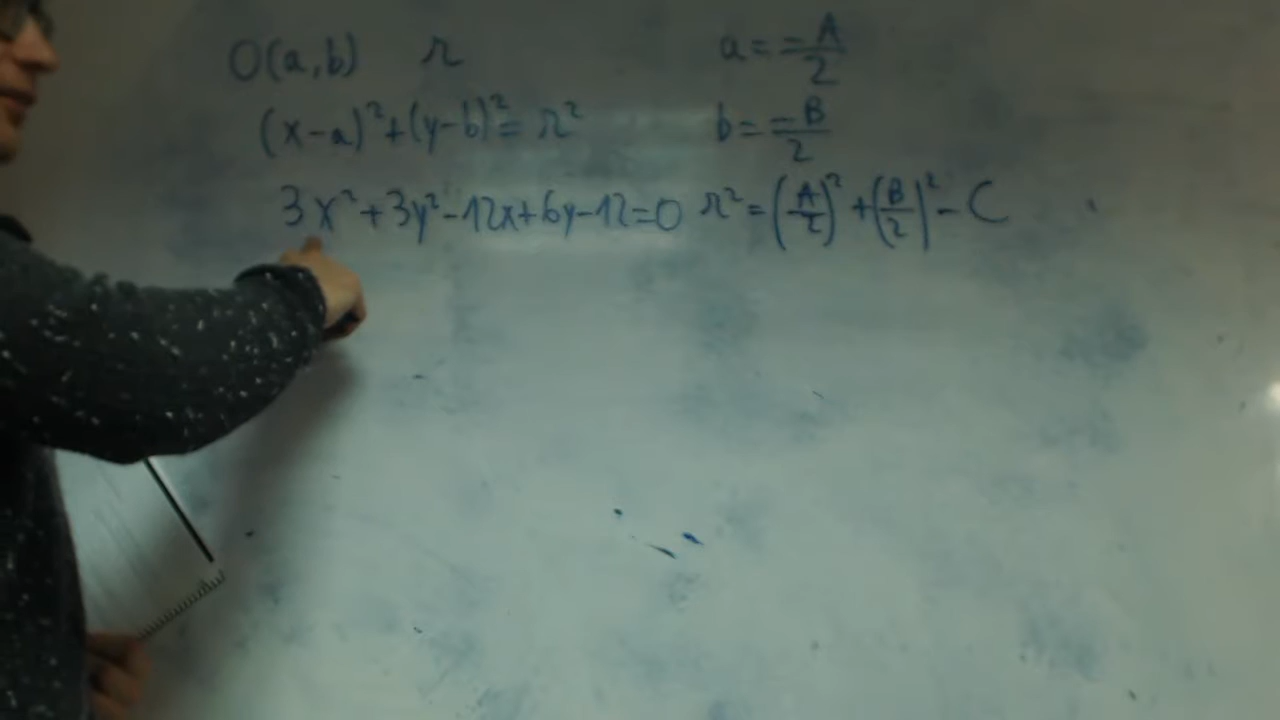 O(a,b) r a = -A/2
(x-a)²+(y-b)²= r² b = -B/2
3x²+3y²-12x+6y-12=0 r² = (A/2)² + (B/2)² - C